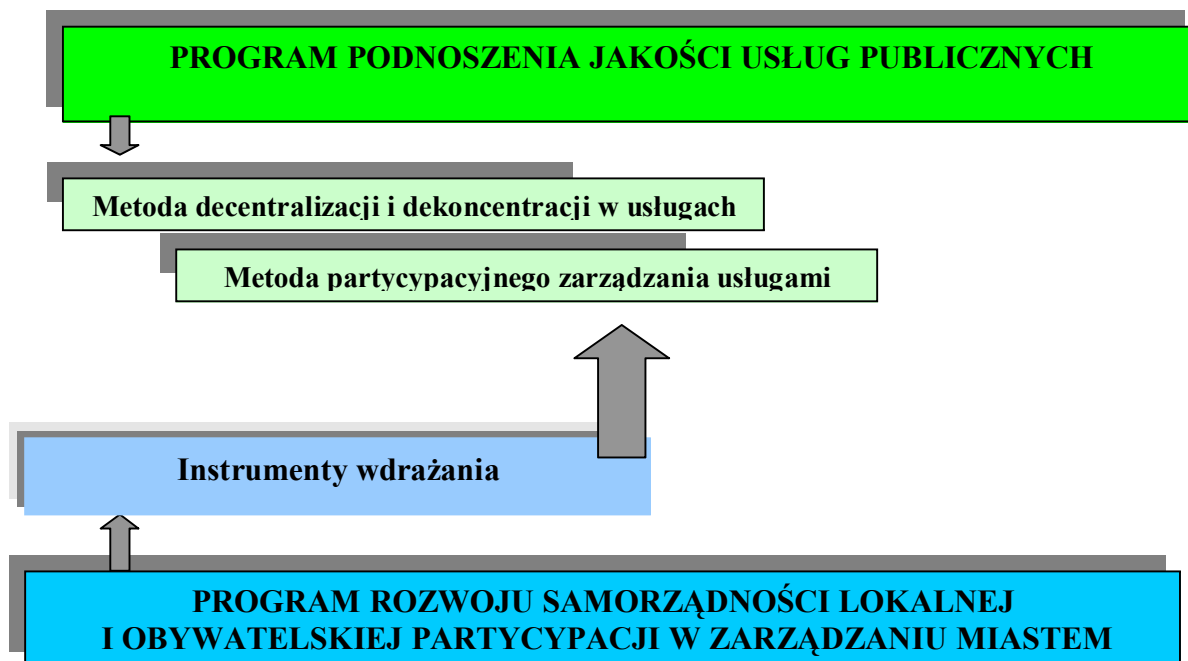 PROGRAM PODNOSZENIA JAKOŚCI USŁUG PUBLICZNYCH
Metoda decentralizacji i dekoncentracji w usługach
Metoda partycypacyjnego zarządzania usługami
Instrumenty wdrażania
PROGRAM ROZWOJU SAMORZĄDNOŚCI LOKALNEJ
I OBYWATELSKIEJ PARTYCYPACJI W ZARZĄDZANIU MIASTEM